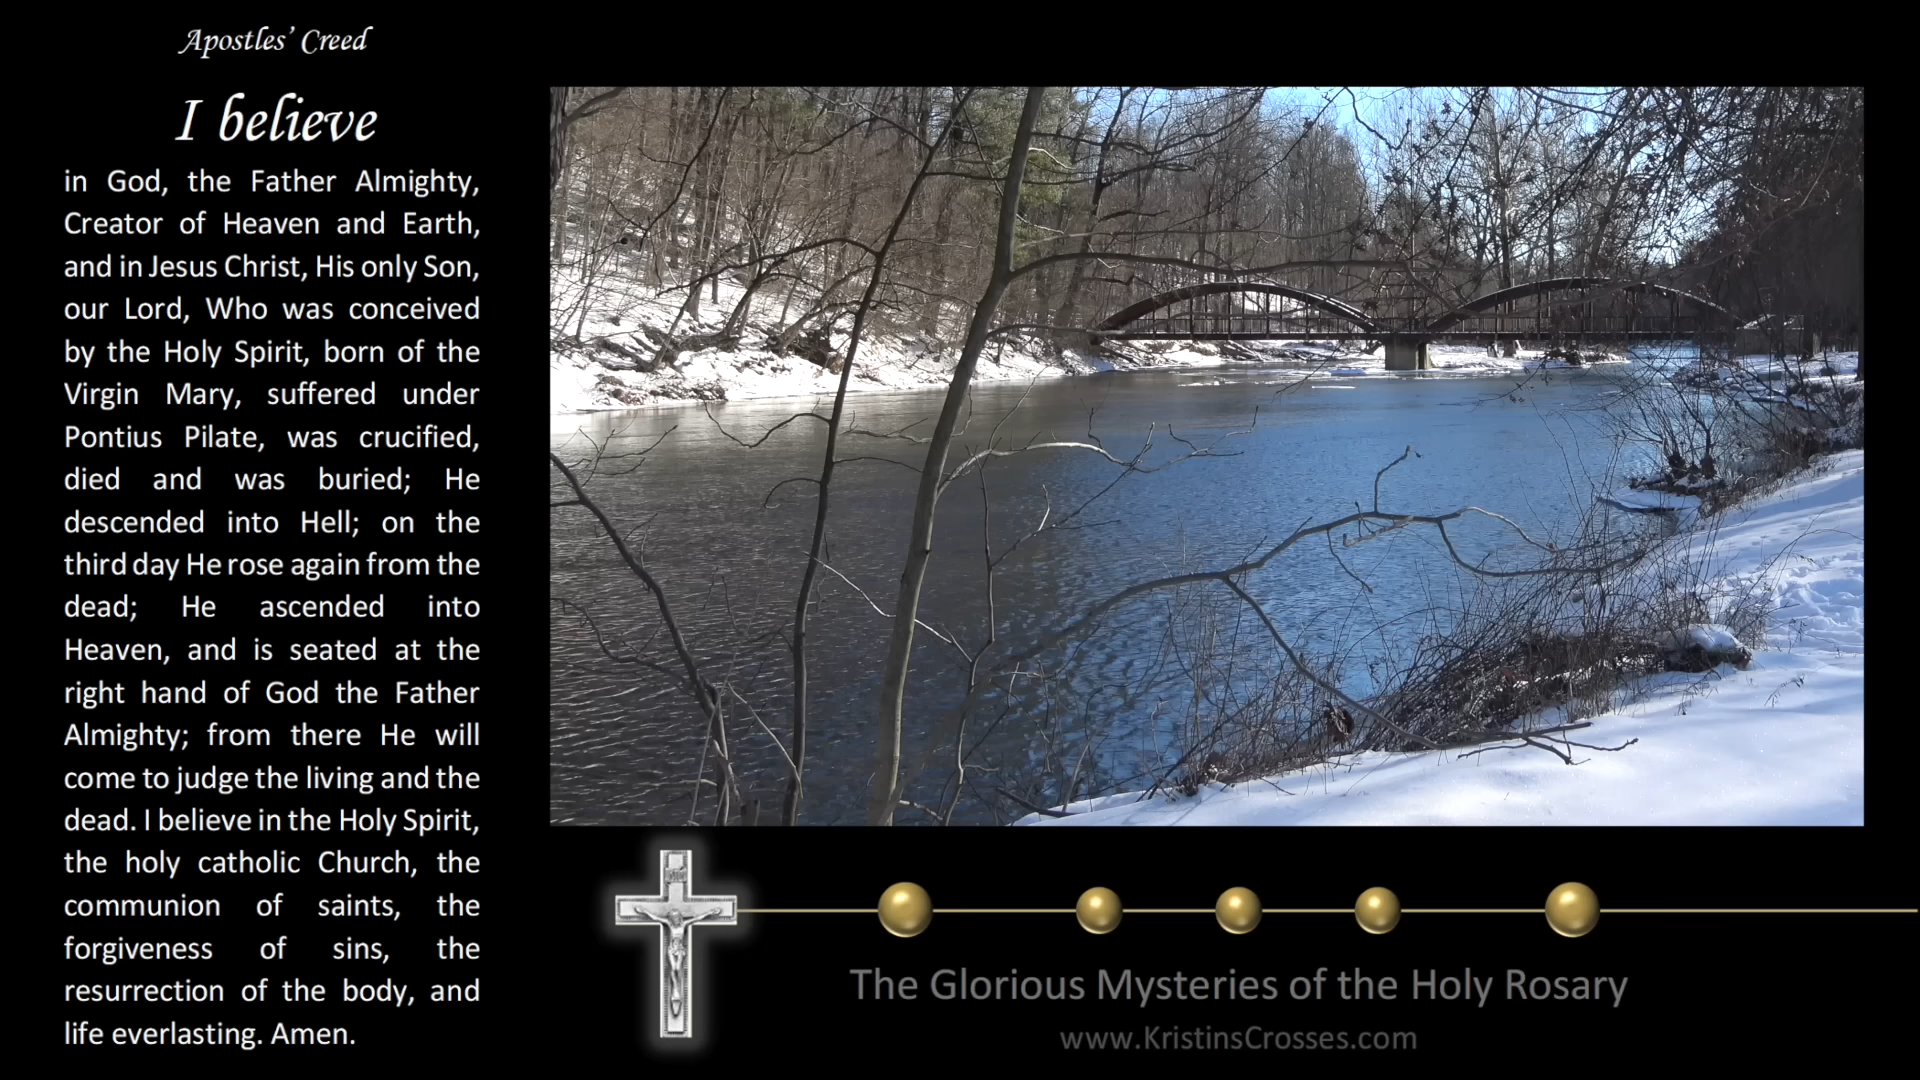 Apostles’ Creed
I believe
in God, the Father Almighty,
Creator of Heaven and Earth,
and in Jesus Christ, His only Son,
our Lord, Who was conceived
by the Holy Spirit, born of the
Virgin Mary, suffered under
Pontius Pilate, was crucified,
died and was buried; He
descended into Hell; on the
third day He rose again from the
dead; He ascended into
Heaven, and is seated at the
right hand of God the Father
Almighty; from there He will
come to judge the living and the
dead. I believe in the Holy Spirit,
the holy catholic Church, the
communion of saints, the
forgiveness of sins, the
resurrection of the body, and
life everlasting. Amen.
The Glorious Mysteries of the Holy Rosary
www.KristinsCrosses.com